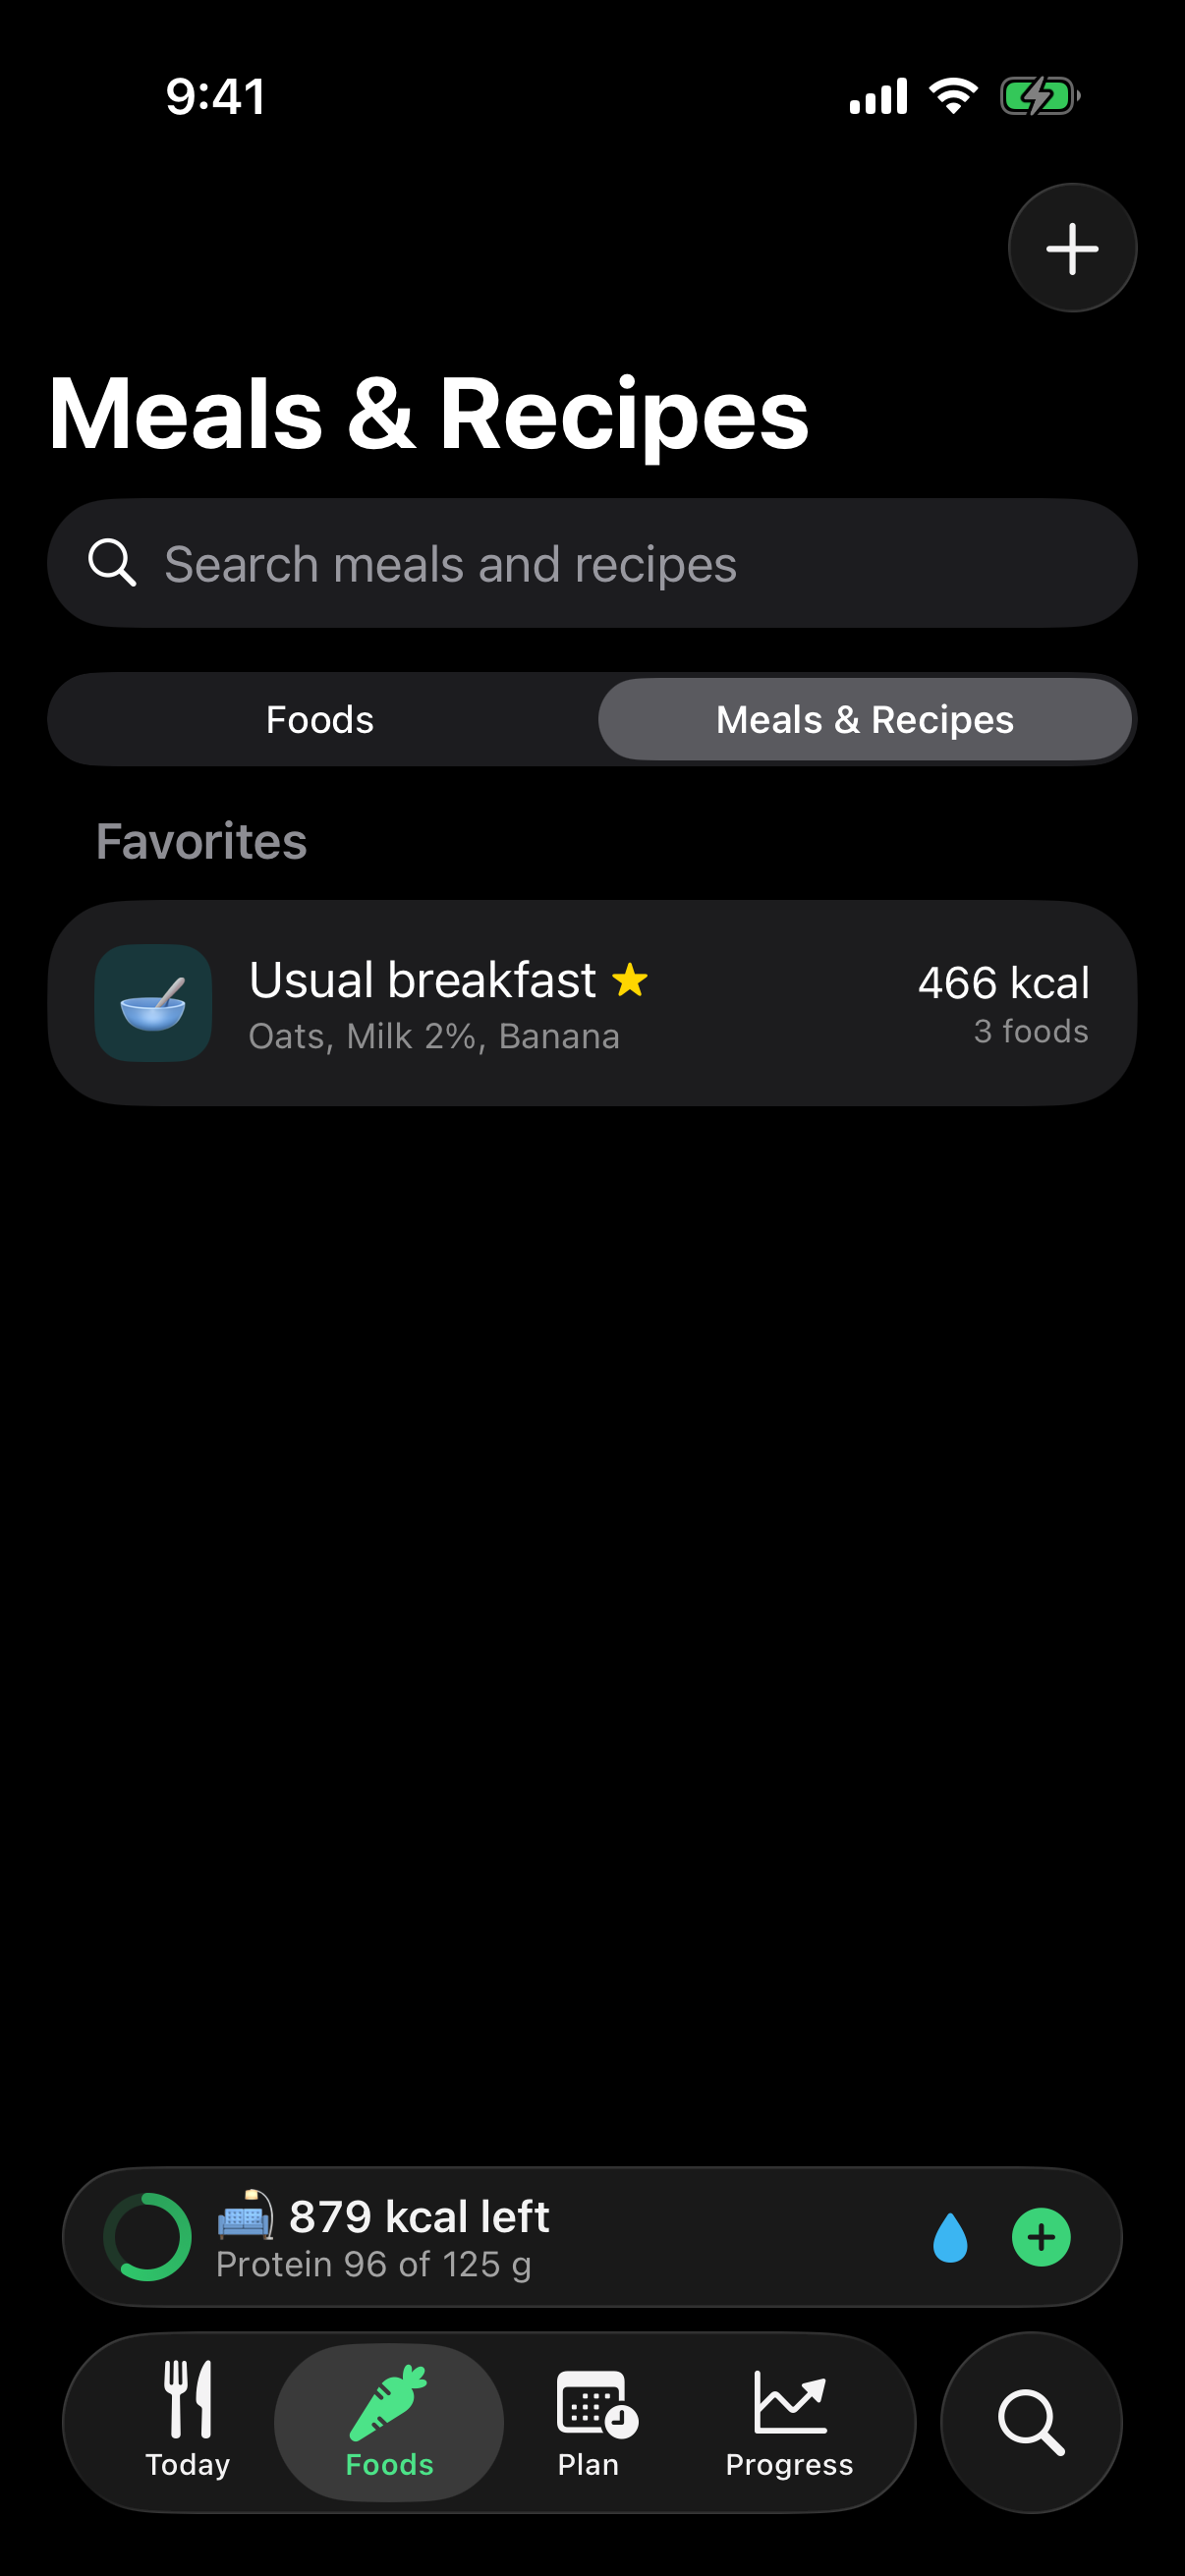 9:41
Meals & Recipes
Search meals and recipes
Foods
Meals & Recipes
Favorites
Usual breakfast
466 kcal
Oats, Milk 2%, Banana
3 foods
879 kcal left
Protein 96 of 125 g
Today
Foods
Plan
Progress